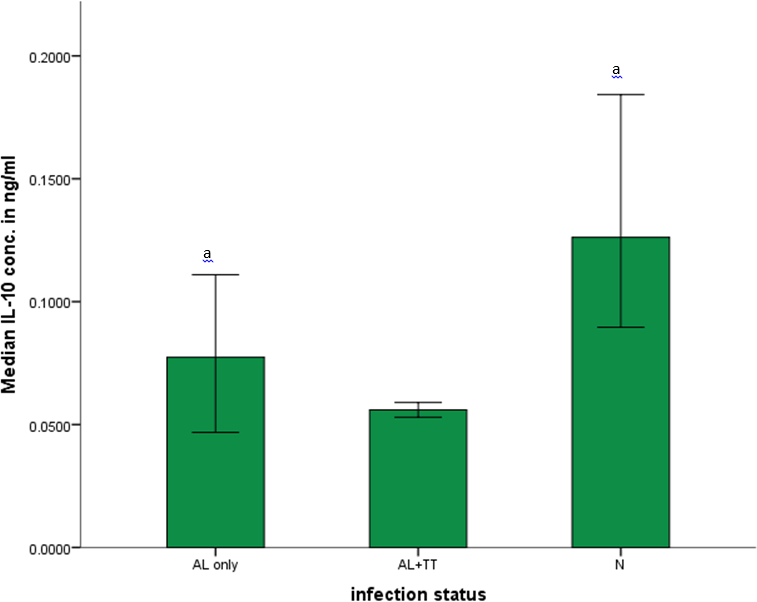 a
0.2000
a
0.1500
0.1000
0.0500
0.0000
AL only AL+TT N
infection status
Median IL-10 conc. in ng/ml